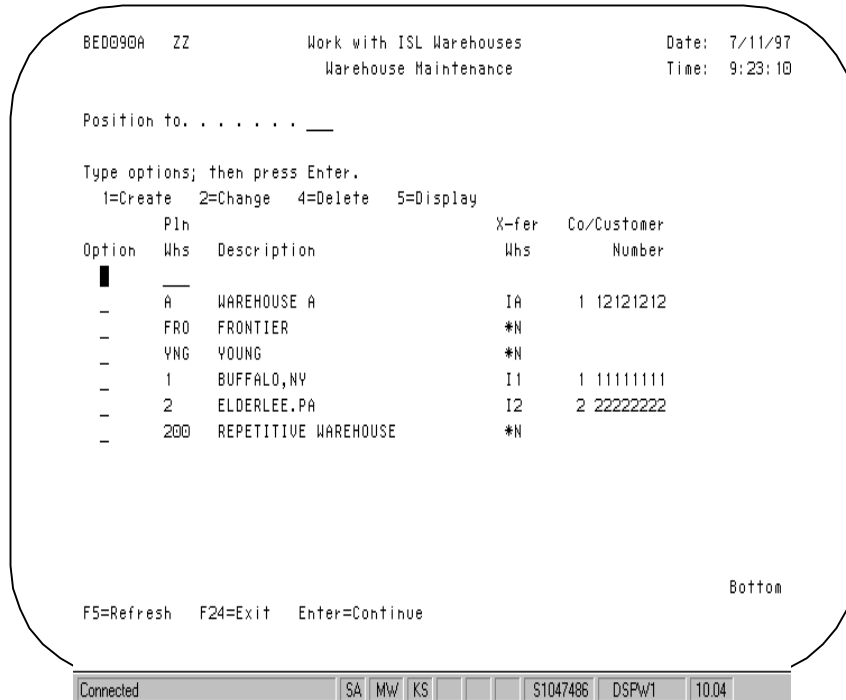 BED090A ZZ Work with ISL Warehouses Date: 7/11/97
Warehouse Maintenance Time: 9:23:10
Position to. . . . . . . ___
Type options; then press Enter.
1=Create 2=Change 4=Delete 5=Display
Pln X-fer Co/Customer
Option Whs Description Whs Number
A WAREHOUSE A IA 1 12121212
FRO FRONTIER *N
YNG YOUNG *N
1 BUFFALO,NY I1 1 11111111
2 ELDERLEE.PA I2 2 22222222
200 REPETITIVE WAREHOUSE *N
Bottom
F5=Refresh F24=Exit Enter=Continue
Connected SA MW KS S1047486 DSPW1 10.04